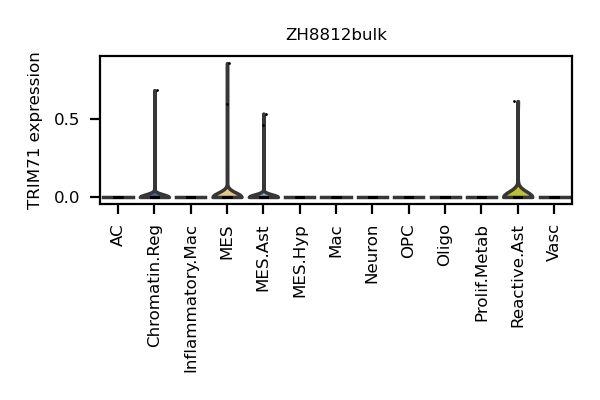 ZH8812bulk
TRIM71 expression
0.5
0.0
AC
Chromatin.Reg
Inflammatory.Mac
MES
MES.Ast
MES.Hyp
Mac
Neuron
OPC
Oligo
Prolif.Metab
Reactive.Ast
Vasc